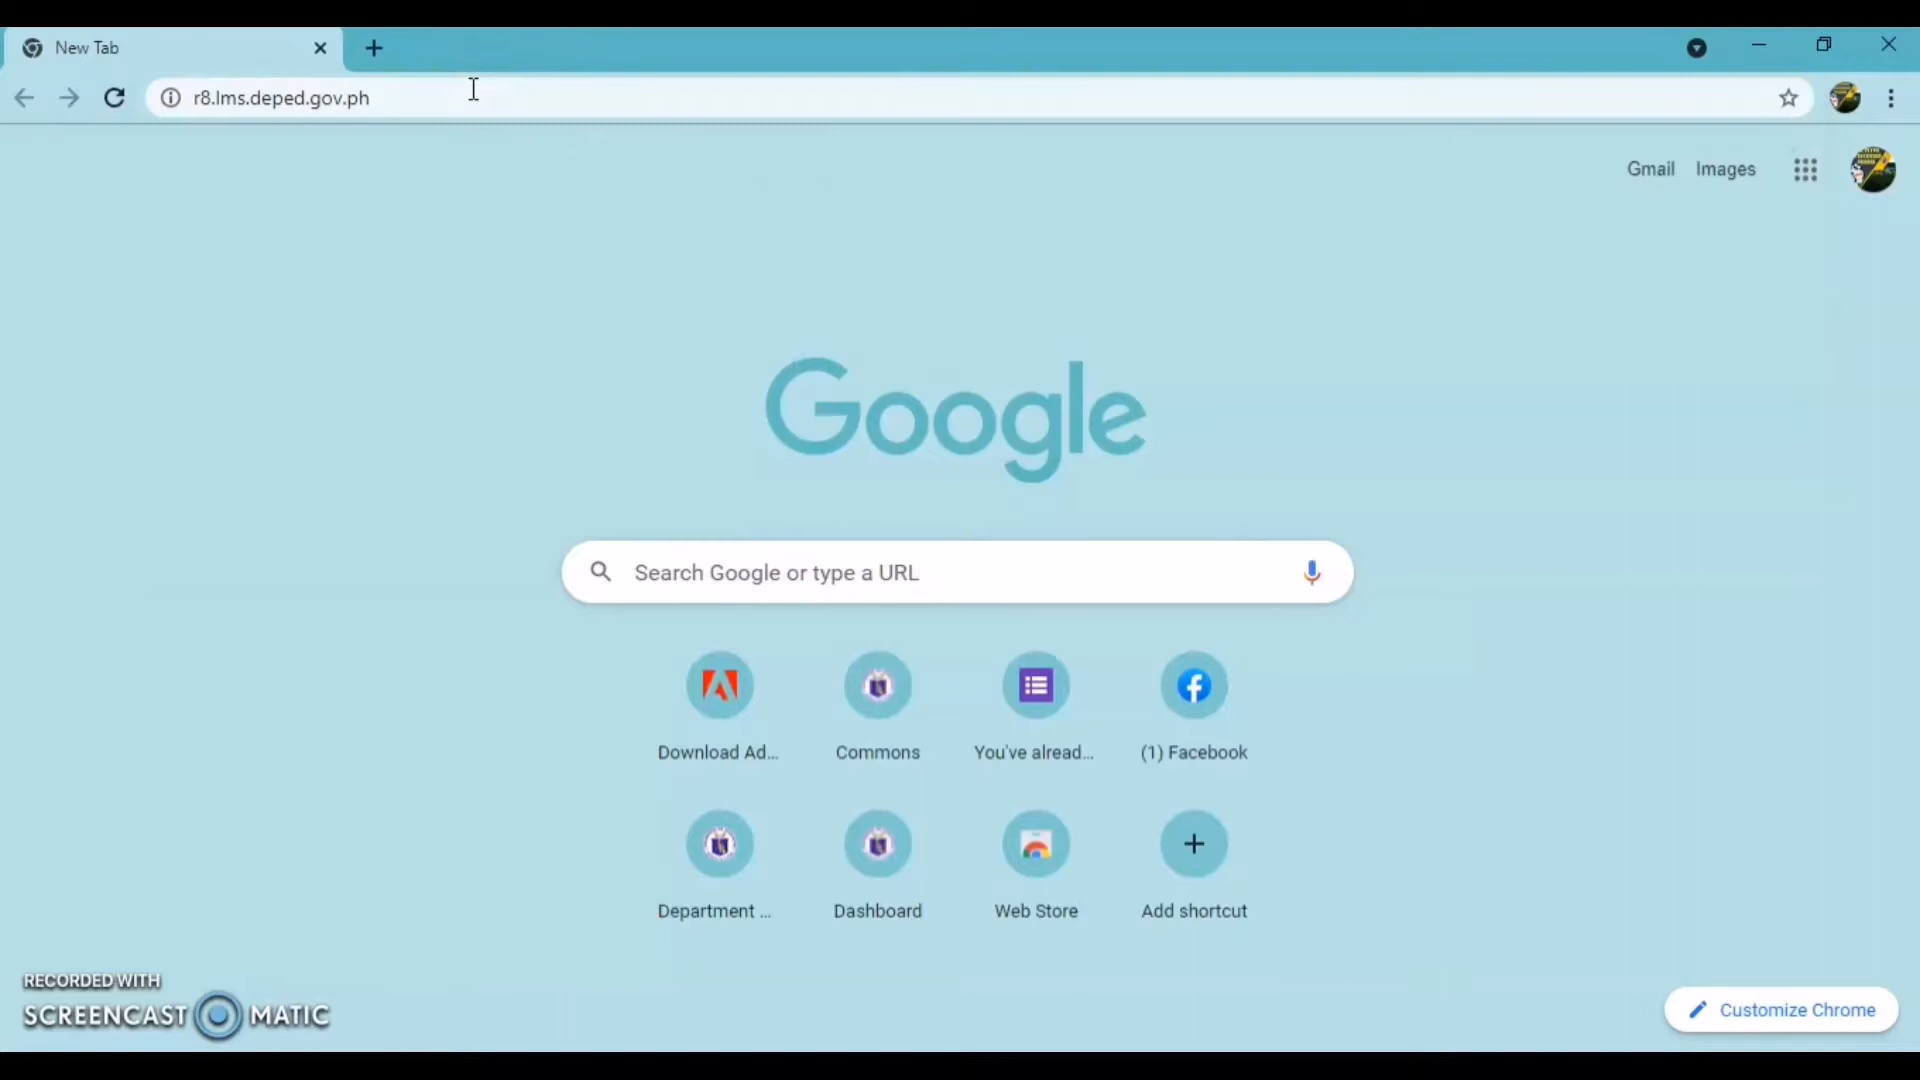 New Tab
r8.lms.deped.gov.ph
Gmail Images
Google
Search Google or type a URL
Download Ad... Commons You've alread... (1) Facebook
Department ... Dashboard Web Store Add shortcut
RECORDED WITH
SCREENCAST MATIC
Customize Chrome